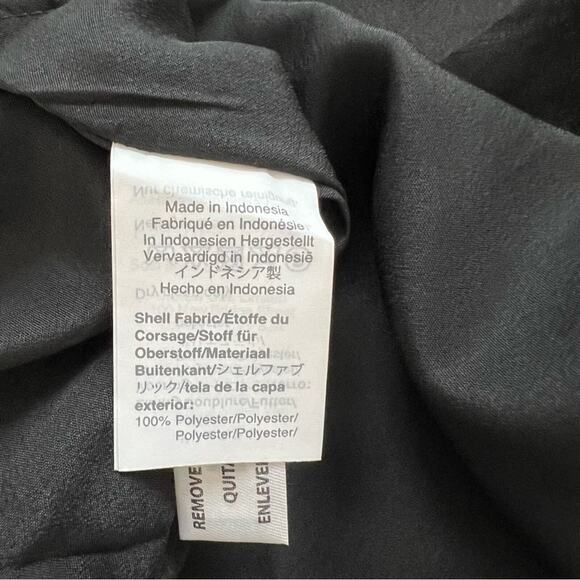 Made in Indonesia
Fabriqué en Indonésie
In Indonesien Hergestellt
Vervaardigd in Indonesië
インドネシア製
Hecho en Indonesia
Shell Fabric/Étoffe du
Corsage/Stoff für
Oberstoff/Materiaal
Buitenkant/シェルファブ
リック/tela de la capa
exterior:
100% Polyester/Polyester/
Polyester/Polyester/
REMOVE
QUITA
ENLEVER